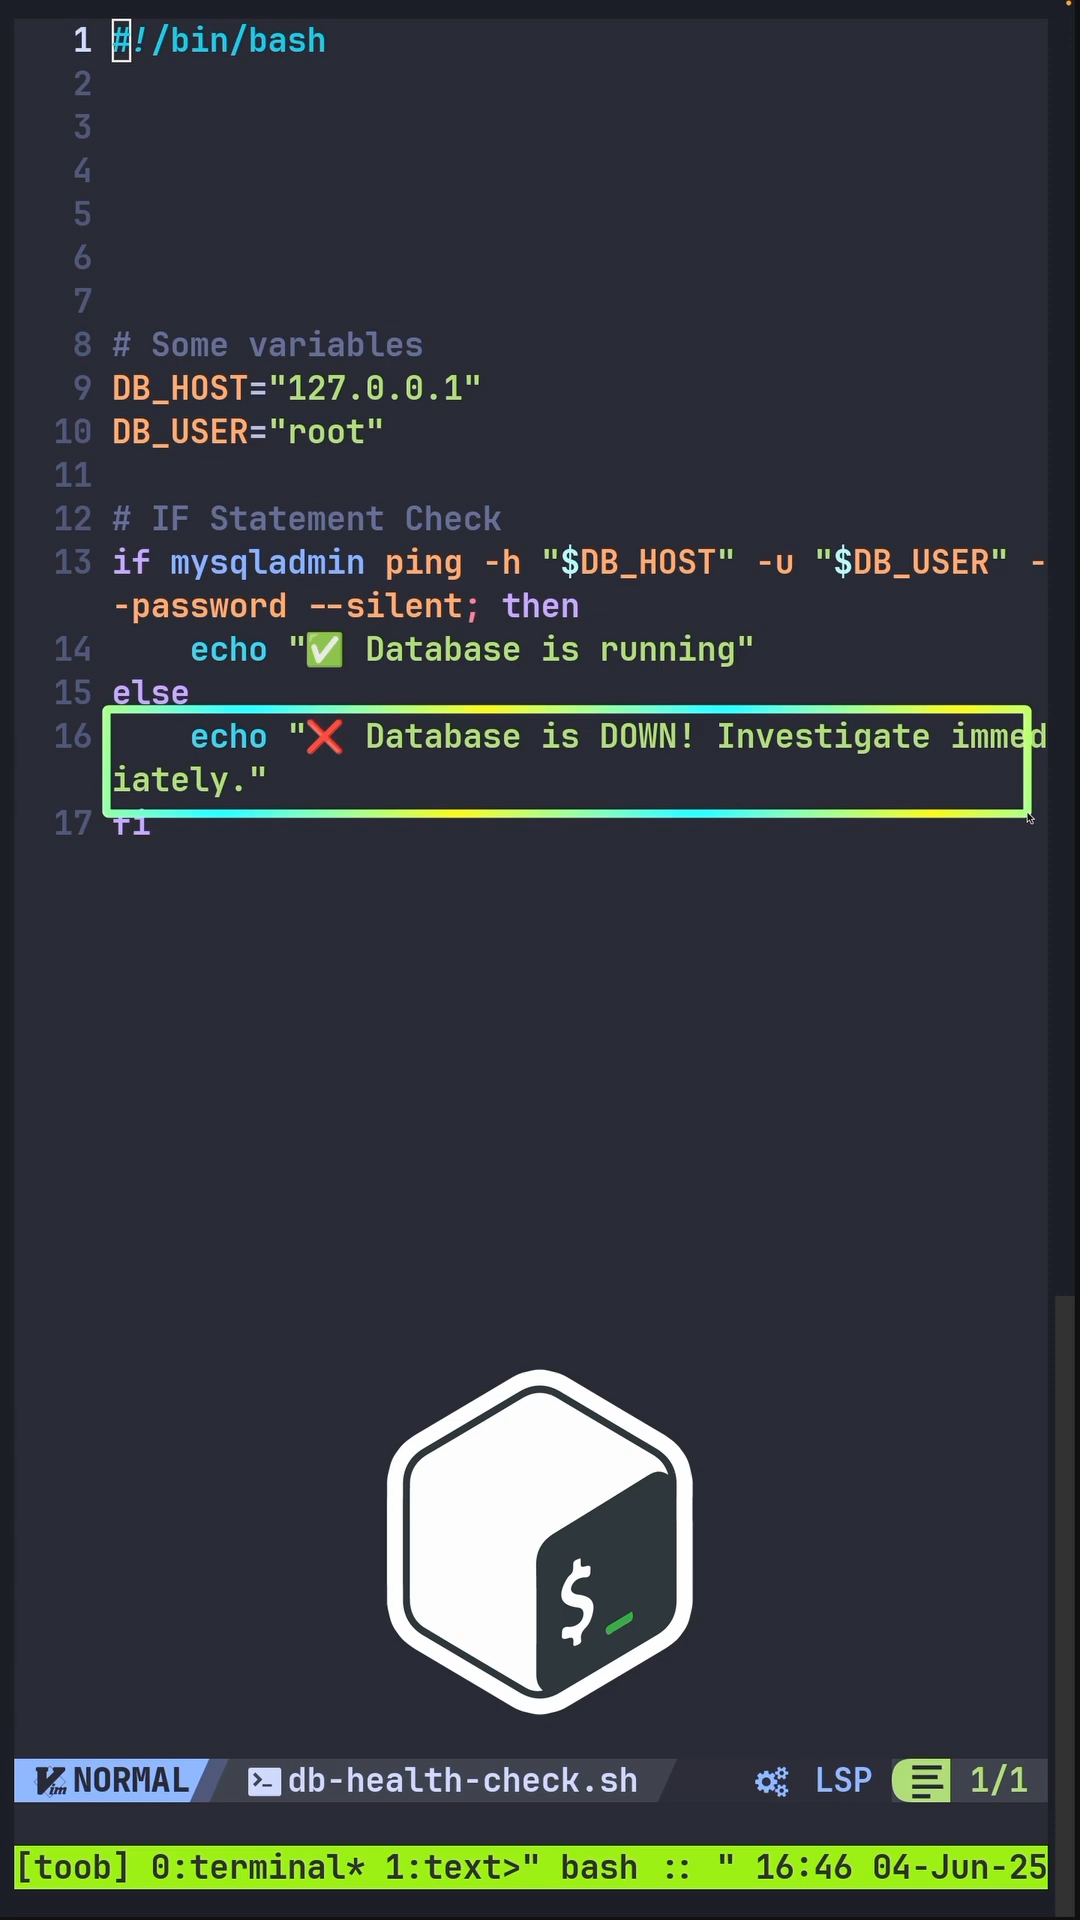 1 #!/bin/bash
2
3
4
5
6
7
8 # Some variables
9 DB_HOST="127.0.0.1"
10 DB_USER="root"
11
12 # IF Statement Check
13 if mysqladmin ping -h "$DB_HOST" -u "$DB_USER" -
-password --silent; then
14 echo "✅ Database is running"
15 else
16 echo "❌ Database is DOWN! Investigate immed
iately."
17 fi
$_
NORMAL db-health-check.sh LSP 1/1
[toob] 0:terminal* 1:text>" bash :: " 16:46 04-Jun-25